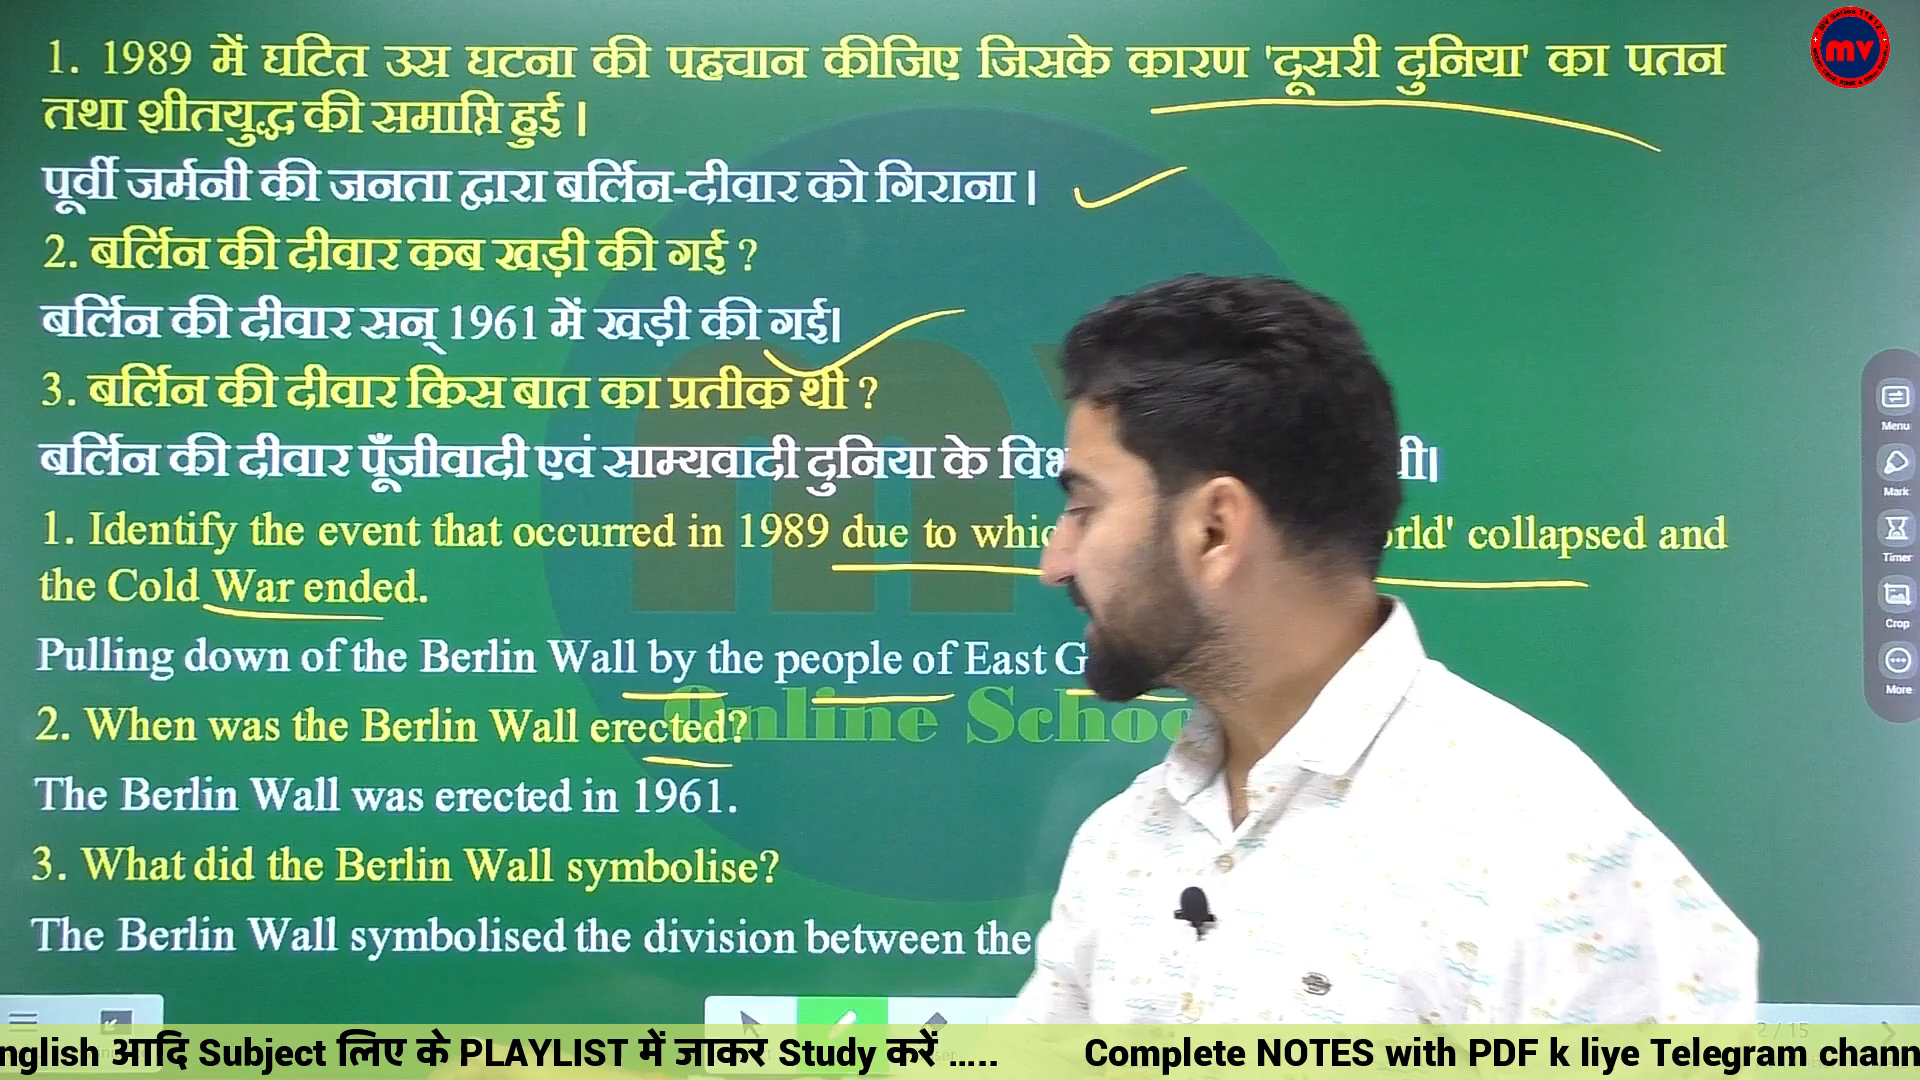 1. 1989 में घटित उस घटना की पहचान कीजिए जिसके कारण 'दूसरी दुनिया' का पतन
तथा शीतयुद्ध की समाप्ति हुई ।
पूर्वी जर्मनी की जनता द्वारा बर्लिन-दीवार को गिराना ।
2. बर्लिन की दीवार कब खड़ी की गई ?
बर्लिन की दीवार सन् 1961 में खड़ी की गई।
3. बर्लिन की दीवार किस बात का प्रतीक थी ?
बर्लिन की दीवार पूँजीवादी एवं साम्यवादी दुनिया के
1. Identify the event that occurred in 1989 due to collapsed and
the Cold War ended.
Pulling down of the Berlin Wall by the people of East
2. When was the Berlin Wall erected?
The Berlin Wall was erected in 1961.
3. What did the Berlin Wall symbolise?
The Berlin Wall symbolised the division between the
mv
Online
Menu
Mark
Timer
Crop
More
2 / 15
आदि Subject लिए के PLAYLIST में जाकर Study करें ..... Complete NOTES with PDF k liye Telegram